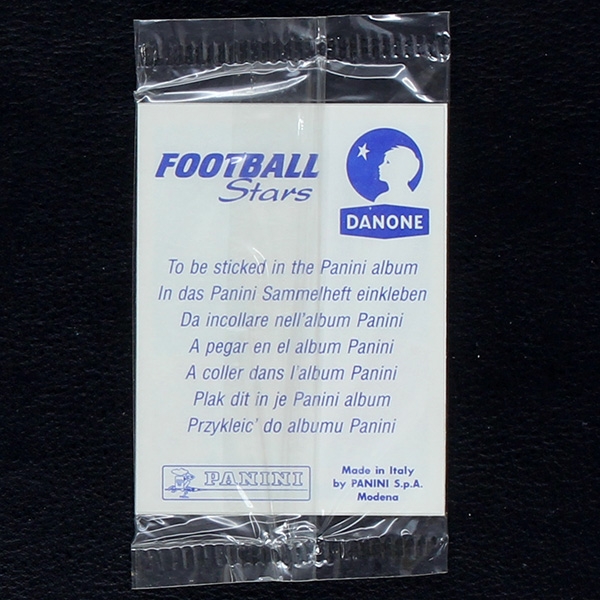 FOOTBALL
Stars
DANONE
To be sticked in the Panini album
In das Panini Sammelheft einkleben
Da incollare nell'album Panini
A pegar en el album Panini
A coller dans l'album Panini
Plak dit in je Panini album
Przykleic' do albumu Panini
PANINI
Made in Italy
by PANINI S.p.A.
Modena